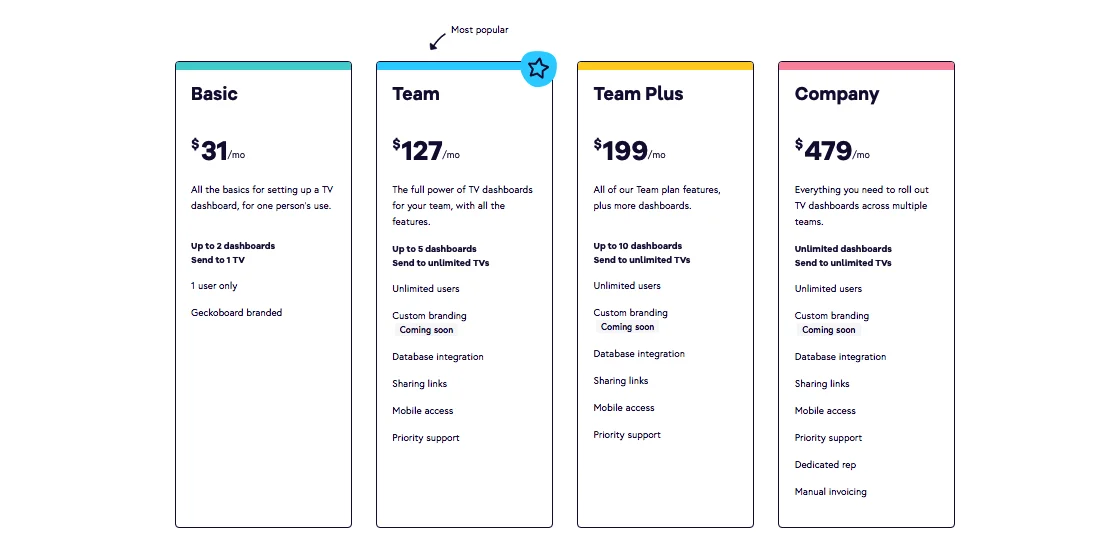 Most popular
Basic
$31/mo
All the basics for setting up a TV
dashboard, for one person's use.
Up to 2 dashboards
Send to 1 TV
1 user only
Geckoboard branded
Team
$127/mo
The full power of TV dashboards
for your team, with all the
features.
Up to 5 dashboards
Send to unlimited TVs
Unlimited users
Custom branding
Coming soon
Database integration
Sharing links
Mobile access
Priority support
Team Plus
$199/mo
All of our Team plan features,
plus more dashboards.
Up to 10 dashboards
Send to unlimited TVs
Unlimited users
Custom branding
Coming soon
Database integration
Sharing links
Mobile access
Priority support
Company
$479/mo
Everything you need to roll out
TV dashboards across multiple
teams.
Unlimited dashboards
Send to unlimited TVs
Unlimited users
Custom branding
Coming soon
Database integration
Sharing links
Mobile access
Priority support
Dedicated rep
Manual invoicing